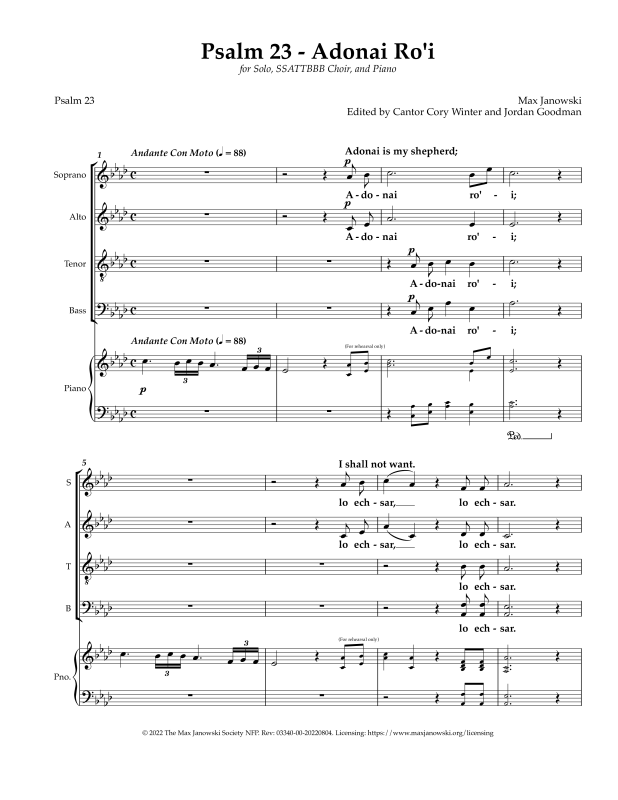 Psalm 23 - Adonai Ro'i
for Solo, SSATTBBB Choir, and Piano
Psalm 23
Max Janowski
Edited by Cantor Cory Winter and Jordan Goodman
1
Andante Con Moto (♩ = 88)
Adonai is my shepherd;
p
Soprano
A - do - nai ro' - i;
p
Alto
A - do - nai ro' - i;
p
Tenor
A - do - nai ro' - i;
p
Bass
A - do - nai ro' - i;
Andante Con Moto (♩ = 88)
(For rehearsal only)
3 3
Piano
p
Ped.
5
I shall not want.
S
lo ech - sar, lo ech - sar.
A
lo ech - sar, lo ech - sar.
T
lo ech - sar.
B
lo ech - sar.
(For rehearsal only)
3 3
Pno.
© 2022 The Max Janowski Society NFP. Rev: 03340-00-20220804. Licensing: https://www.maxjanowski.org/licensing